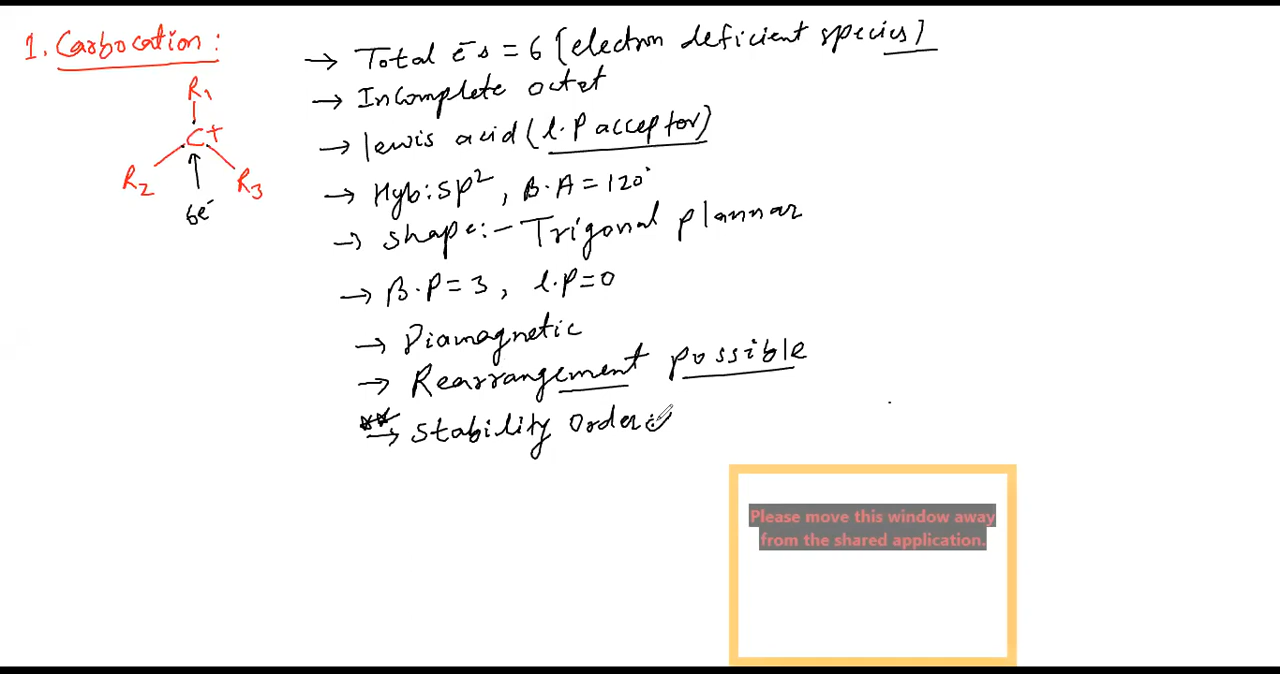 1. Carbocation:
R1
C+
R2
R3
6e-
→ Total e-s = 6 [electron deficient species]
→ Incomplete octet
→ lewis acid (l.P acceptor)
→ Hyb: sp2, B.A = 120°
→ shape:- Trigonal plannar
→ B.P = 3, l.P = 0
→ Diamagnetic
→ Rearrangement possible
→ Stability Order:
Please move this window away
from the shared application.